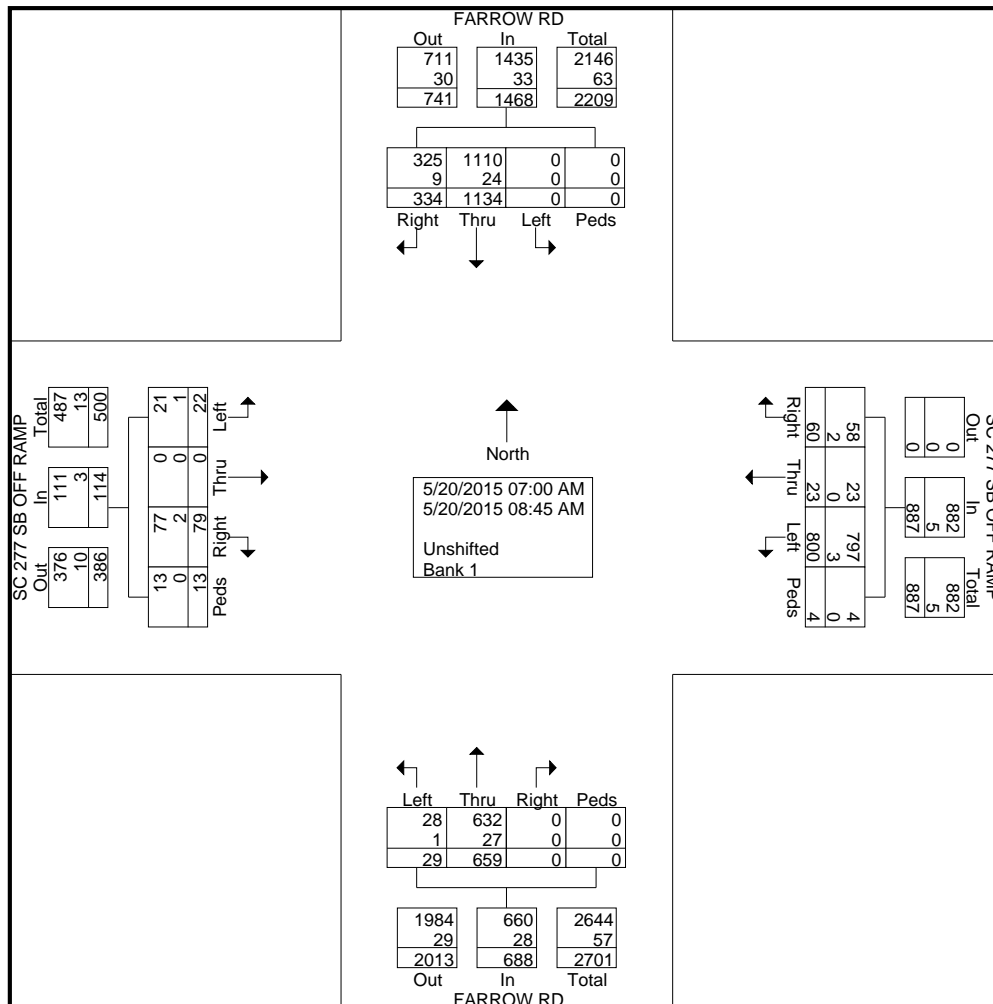 FARROW RD
Out In Total
711 1435 2146
30 33 63
741 1468 2209
325 1110 0 0
9 24 0 0
334 1134 0 0
Right Thru Left Peds
SC 277 SB OFF RAMP
Total In Out
487 111 376
13 3 10
500 114 386
21 0 77 13
1 0 2 0
22 0 79 13
Left Thru Right Peds
North
5/20/2015 07:00 AM
5/20/2015 08:45 AM
Unshifted
Bank 1
Right Thru Left Peds
58 23 797 4
2 0 3 0
60 23 800 4
SC 277 SB OFF RAMP
Out In Total
0 882 882
0 5 5
0 887 887
Left Thru Right Peds
28 632 0 0
1 27 0 0
29 659 0 0
1984 660 2644
29 28 57
2013 688 2701
Out In Total
FARROW RD